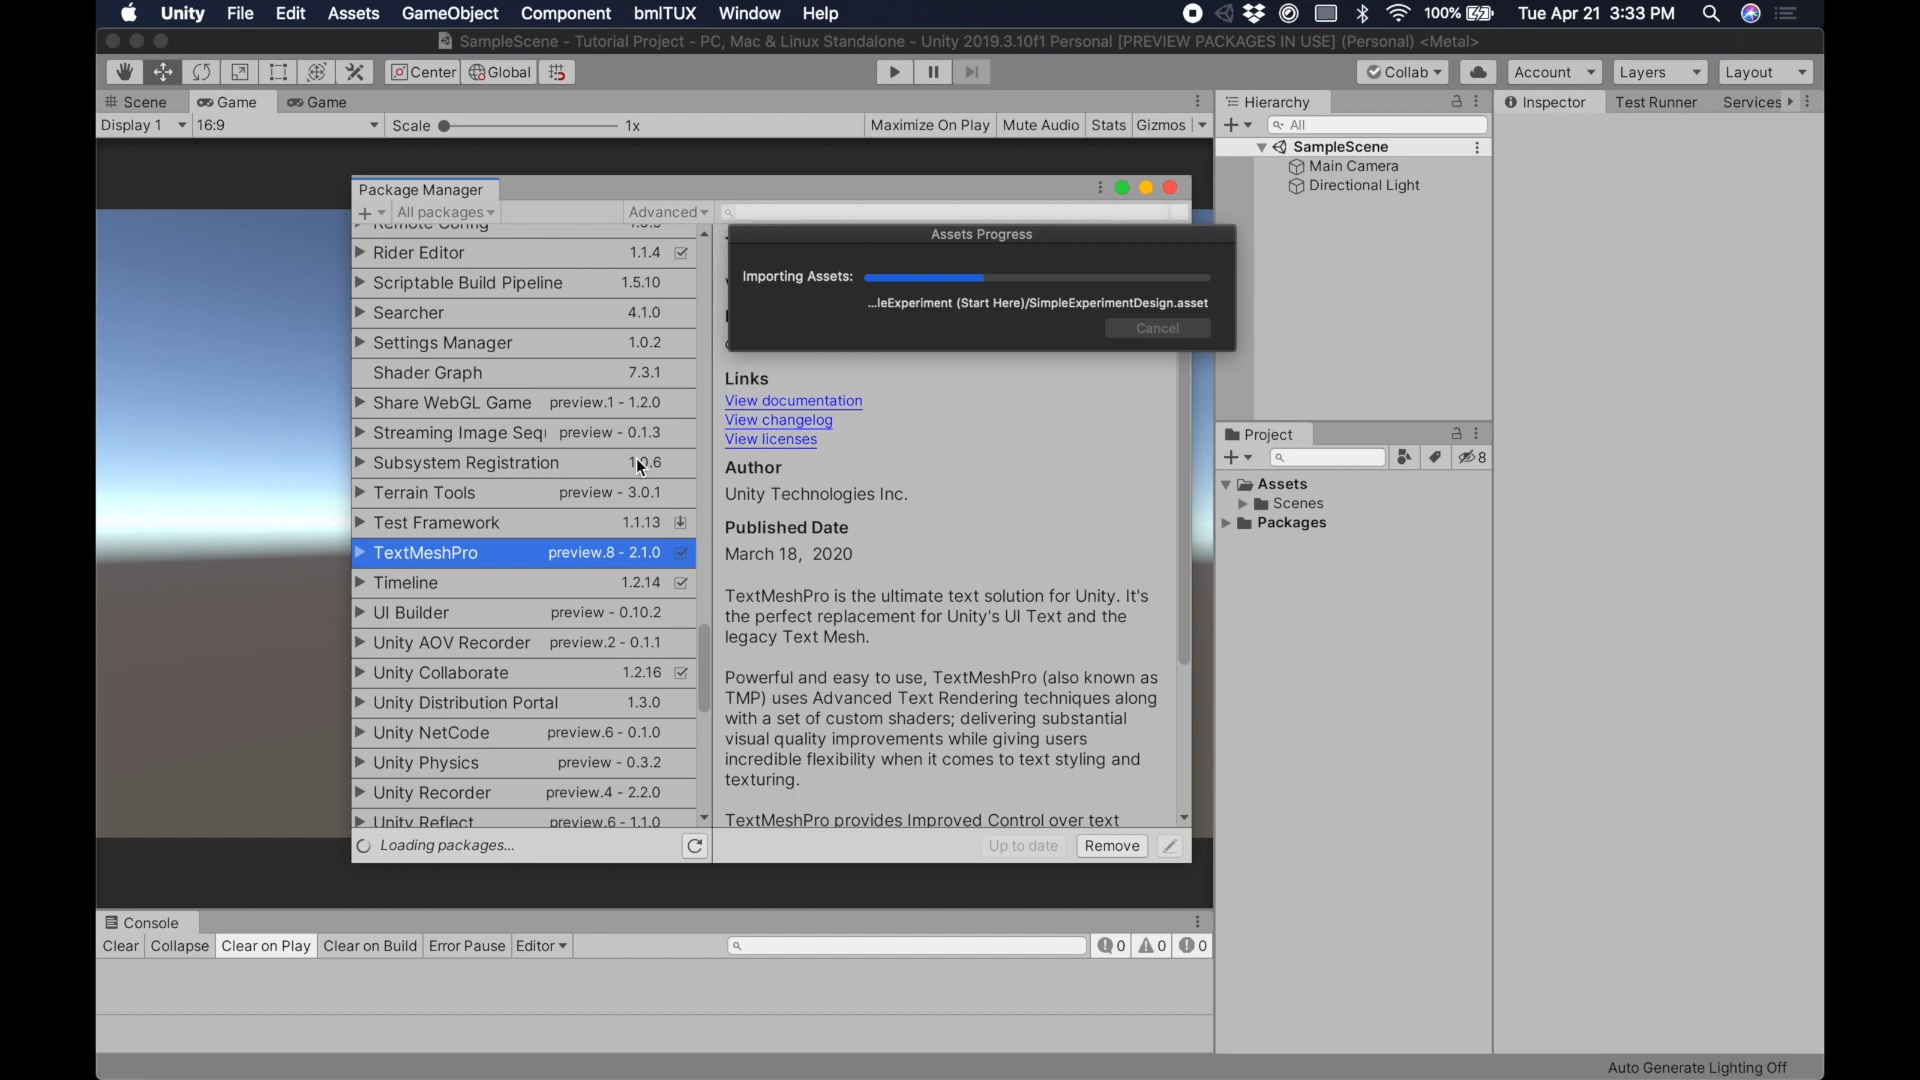 Unity File Edit Assets GameObject Component bmlTUX Window Help 100% Tue Apr 21 3:33 PM
SampleScene - Tutorial Project - PC, Mac & Linux Standalone - Unity 2019.3.10f1 Personal [PREVIEW PACKAGES IN USE] (Personal) <Metal>
Center Global Collab Account Layers Layout
Scene Game Game
Display 1 16:9 Scale 1x Maximize On Play Mute Audio Stats Gizmos
Package Manager
+ All packages Advanced
Remote Config
Rider Editor 1.1.4
Scriptable Build Pipeline 1.5.10
Searcher 4.1.0
Settings Manager 1.0.2
Shader Graph 7.3.1
Share WebGL Game preview.1 - 1.2.0
Streaming Image Seq preview - 0.1.3
Subsystem Registration
Terrain Tools preview - 3.0.1
Test Framework 1.1.13
TextMeshPro preview.8 - 2.1.0
Timeline 1.2.14
UI Builder preview - 0.10.2
Unity AOV Recorder preview.2 - 0.1.1
Unity Collaborate 1.2.16
Unity Distribution Portal 1.3.0
Unity NetCode preview.6 - 0.1.0
Unity Physics preview - 0.3.2
Unity Recorder preview.4 - 2.2.0
Unity Reflect preview.6 - 1.1.0
Loading packages...
Assets Progress
Importing Assets:
...leExperiment (Start Here)/SimpleExperimentDesign.asset
Cancel
Links
View documentation
View changelog
View licenses
Author
Unity Technologies Inc.
Published Date
March 18, 2020
TextMeshPro is the ultimate text solution for Unity. It's
the perfect replacement for Unity's UI Text and the
legacy Text Mesh.
Powerful and easy to use, TextMeshPro (also known as
TMP) uses Advanced Text Rendering techniques along
with a set of custom shaders; delivering substantial
visual quality improvements while giving users
incredible flexibility when it comes to text styling and
texturing.
TextMeshPro provides Improved Control over text
Up to date Remove
Hierarchy
+ All
SampleScene
Main Camera
Directional Light
Project
+ 8
Assets
Scenes
Packages
Inspector Test Runner Services
Console
Clear Collapse Clear on Play Clear on Build Error Pause Editor 0 0 0
Auto Generate Lighting Off